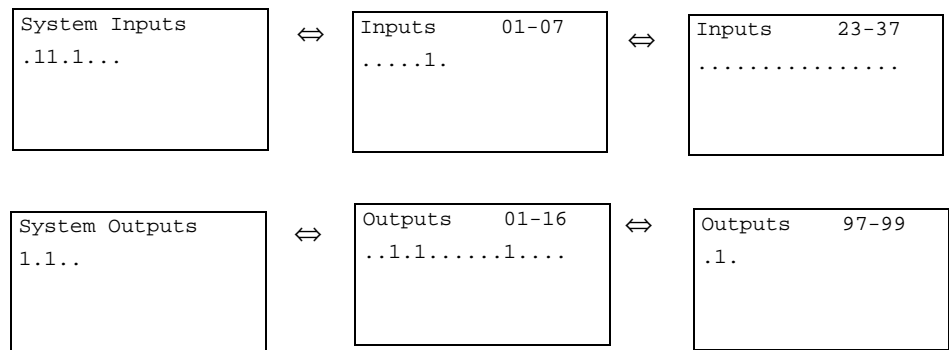 System Inputs ⇔ Inputs 01-07 ⇔ Inputs 23-37
.11.1... .....1. ................
System Outputs ⇔ Outputs 01-16 ⇔ Outputs 97-99
1.1.. ..1.1......1.... .1.